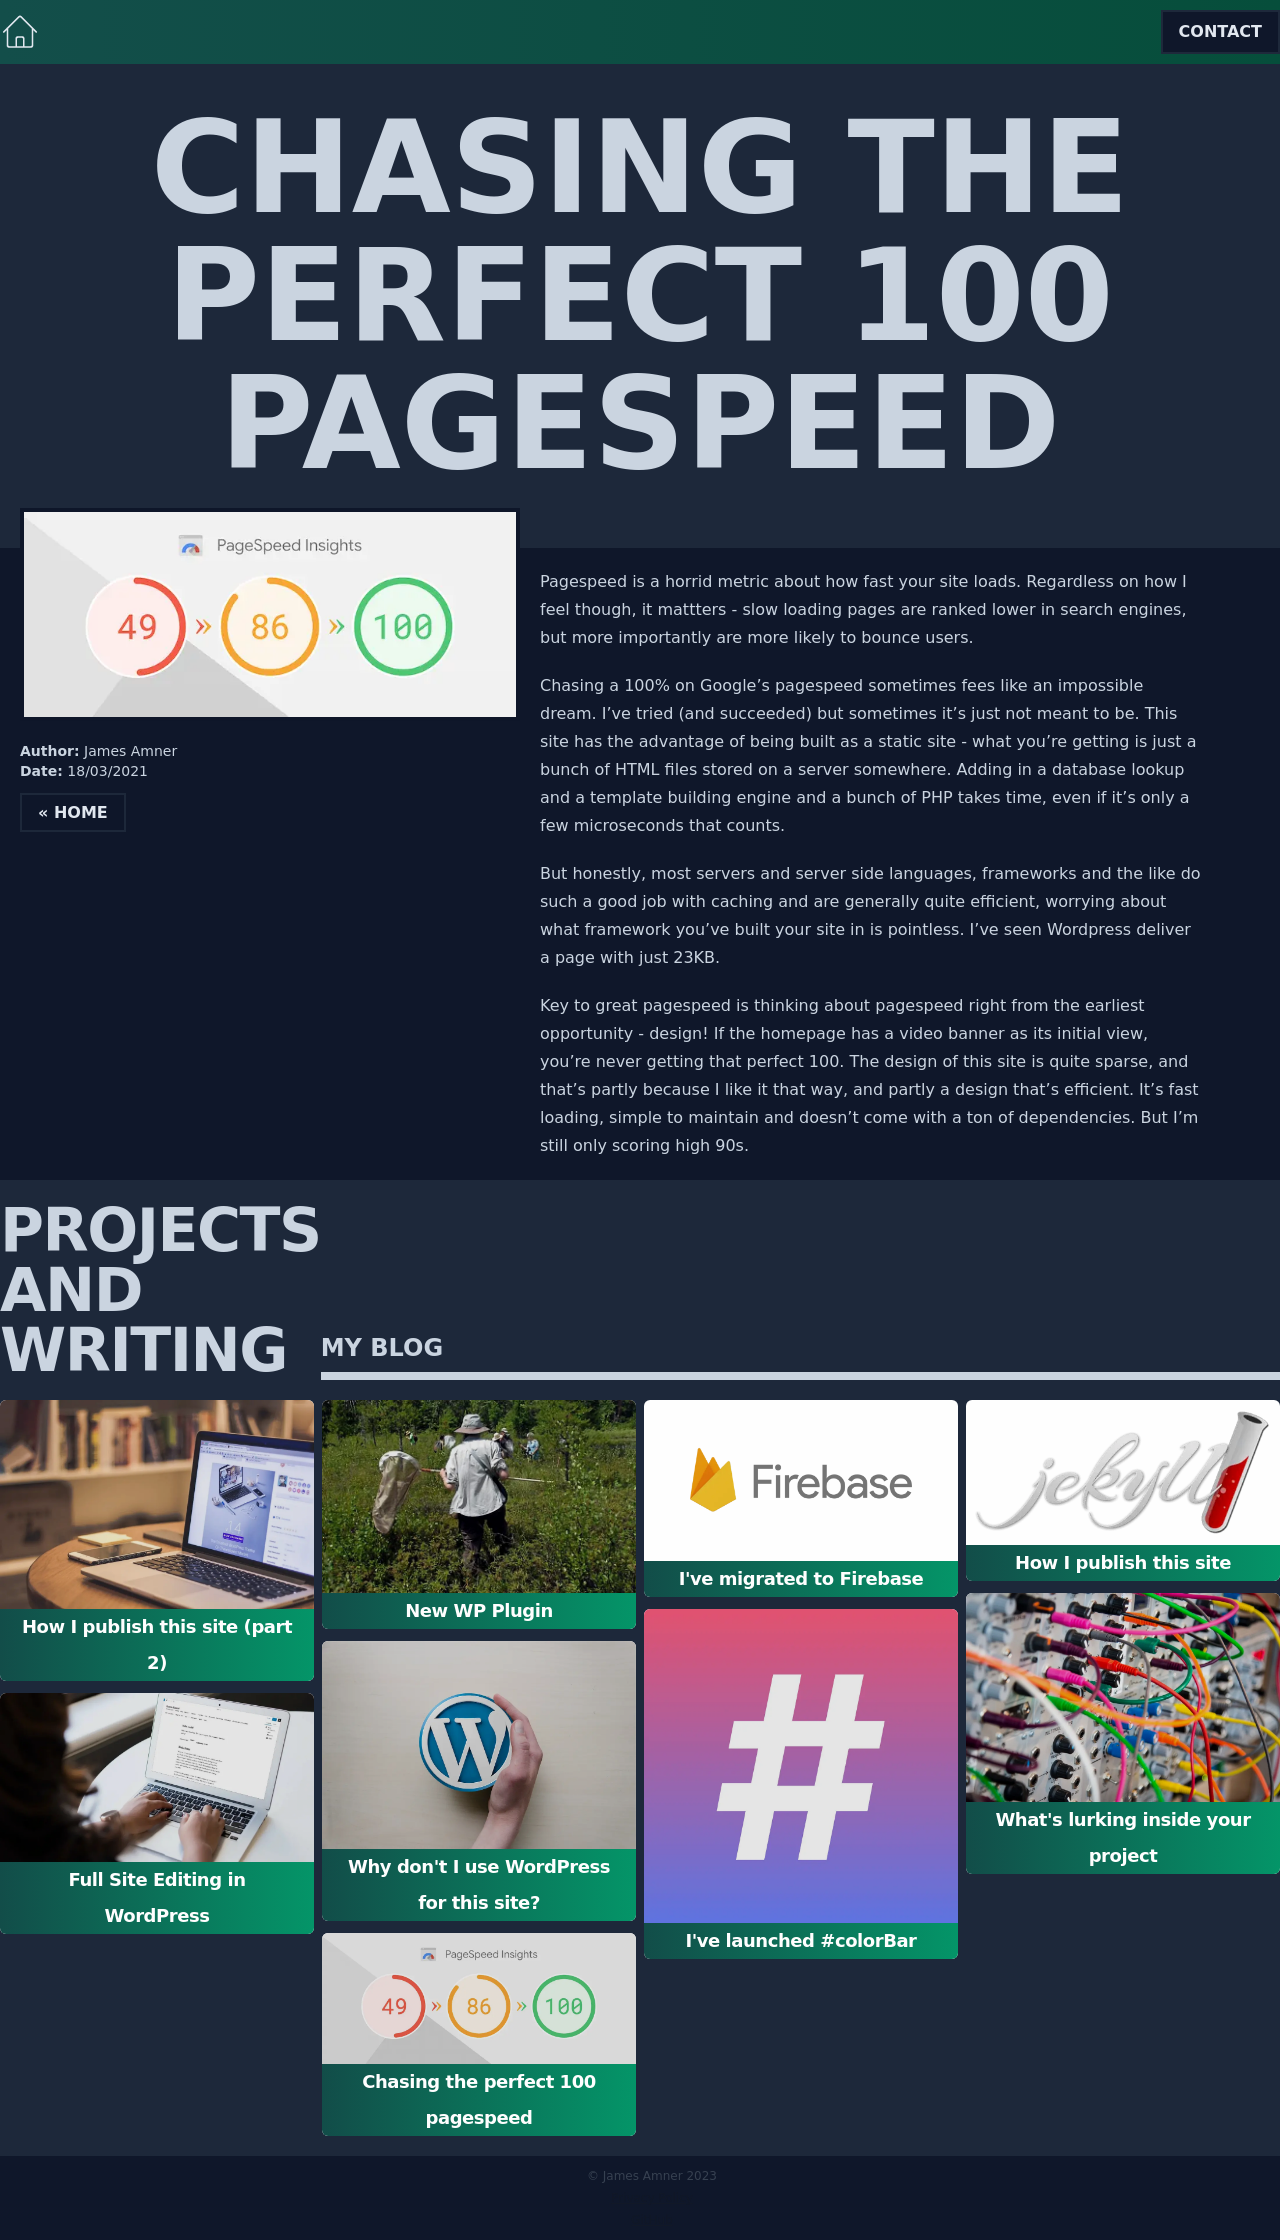 CONTACT
CHASING THE
PERFECT 100
PAGESPEED
PageSpeed Insights
49 » 86 » 100
Author: James Amner
Date: 18/03/2021
« HOME
Pagespeed is a horrid metric about how fast your site loads. Regardless on how I
feel though, it mattters - slow loading pages are ranked lower in search engines,
but more importantly are more likely to bounce users.
Chasing a 100% on Google’s pagespeed sometimes fees like an impossible
dream. I’ve tried (and succeeded) but sometimes it’s just not meant to be. This
site has the advantage of being built as a static site - what you’re getting is just a
bunch of HTML files stored on a server somewhere. Adding in a database lookup
and a template building engine and a bunch of PHP takes time, even if it’s only a
few microseconds that counts.
But honestly, most servers and server side languages, frameworks and the like do
such a good job with caching and are generally quite efficient, worrying about
what framework you’ve built your site in is pointless. I’ve seen Wordpress deliver
a page with just 23KB.
Key to great pagespeed is thinking about pagespeed right from the earliest
opportunity - design! If the homepage has a video banner as its initial view,
you’re never getting that perfect 100. The design of this site is quite sparse, and
that’s partly because I like it that way, and partly a design that’s efficient. It’s fast
loading, simple to maintain and doesn’t come with a ton of dependencies. But I’m
still only scoring high 90s.
PROJECTS
AND
WRITING
MY BLOG
How I publish this site (part
2)
Full Site Editing in
WordPress
New WP Plugin
W
Why don't I use WordPress
for this site?
PageSpeed Insights
49 » 86 » 100
Chasing the perfect 100
pagespeed
Firebase
I've migrated to Firebase
#
I've launched #colorBar
jekyll
How I publish this site
What's lurking inside your
project
© James Amner 2023